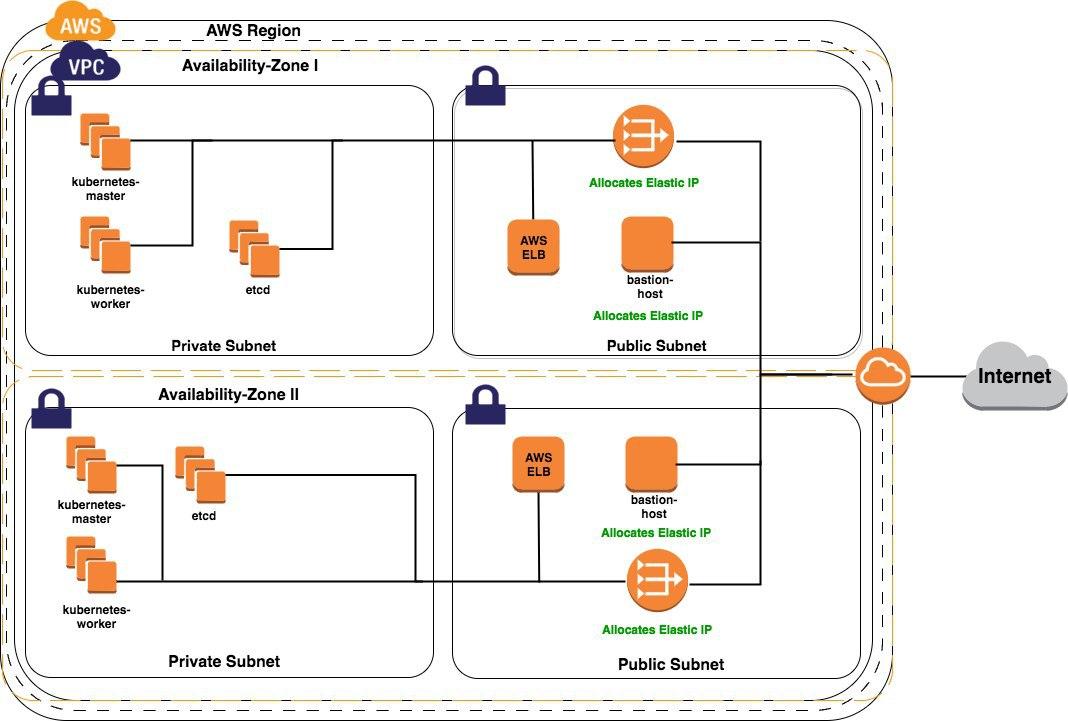 AWS
AWS Region
VPC
Availability-Zone I
kubernetes-
master
Allocates Elastic IP
AWS
ELB
kubernetes-
worker
etcd
bastion-
host
Allocates Elastic IP
Private Subnet
Public Subnet
Internet
Availability-Zone II
kubernetes-
master
etcd
AWS
ELB
bastion-
host
Allocates Elastic IP
kubernetes-
worker
Allocates Elastic IP
Private Subnet
Public Subnet